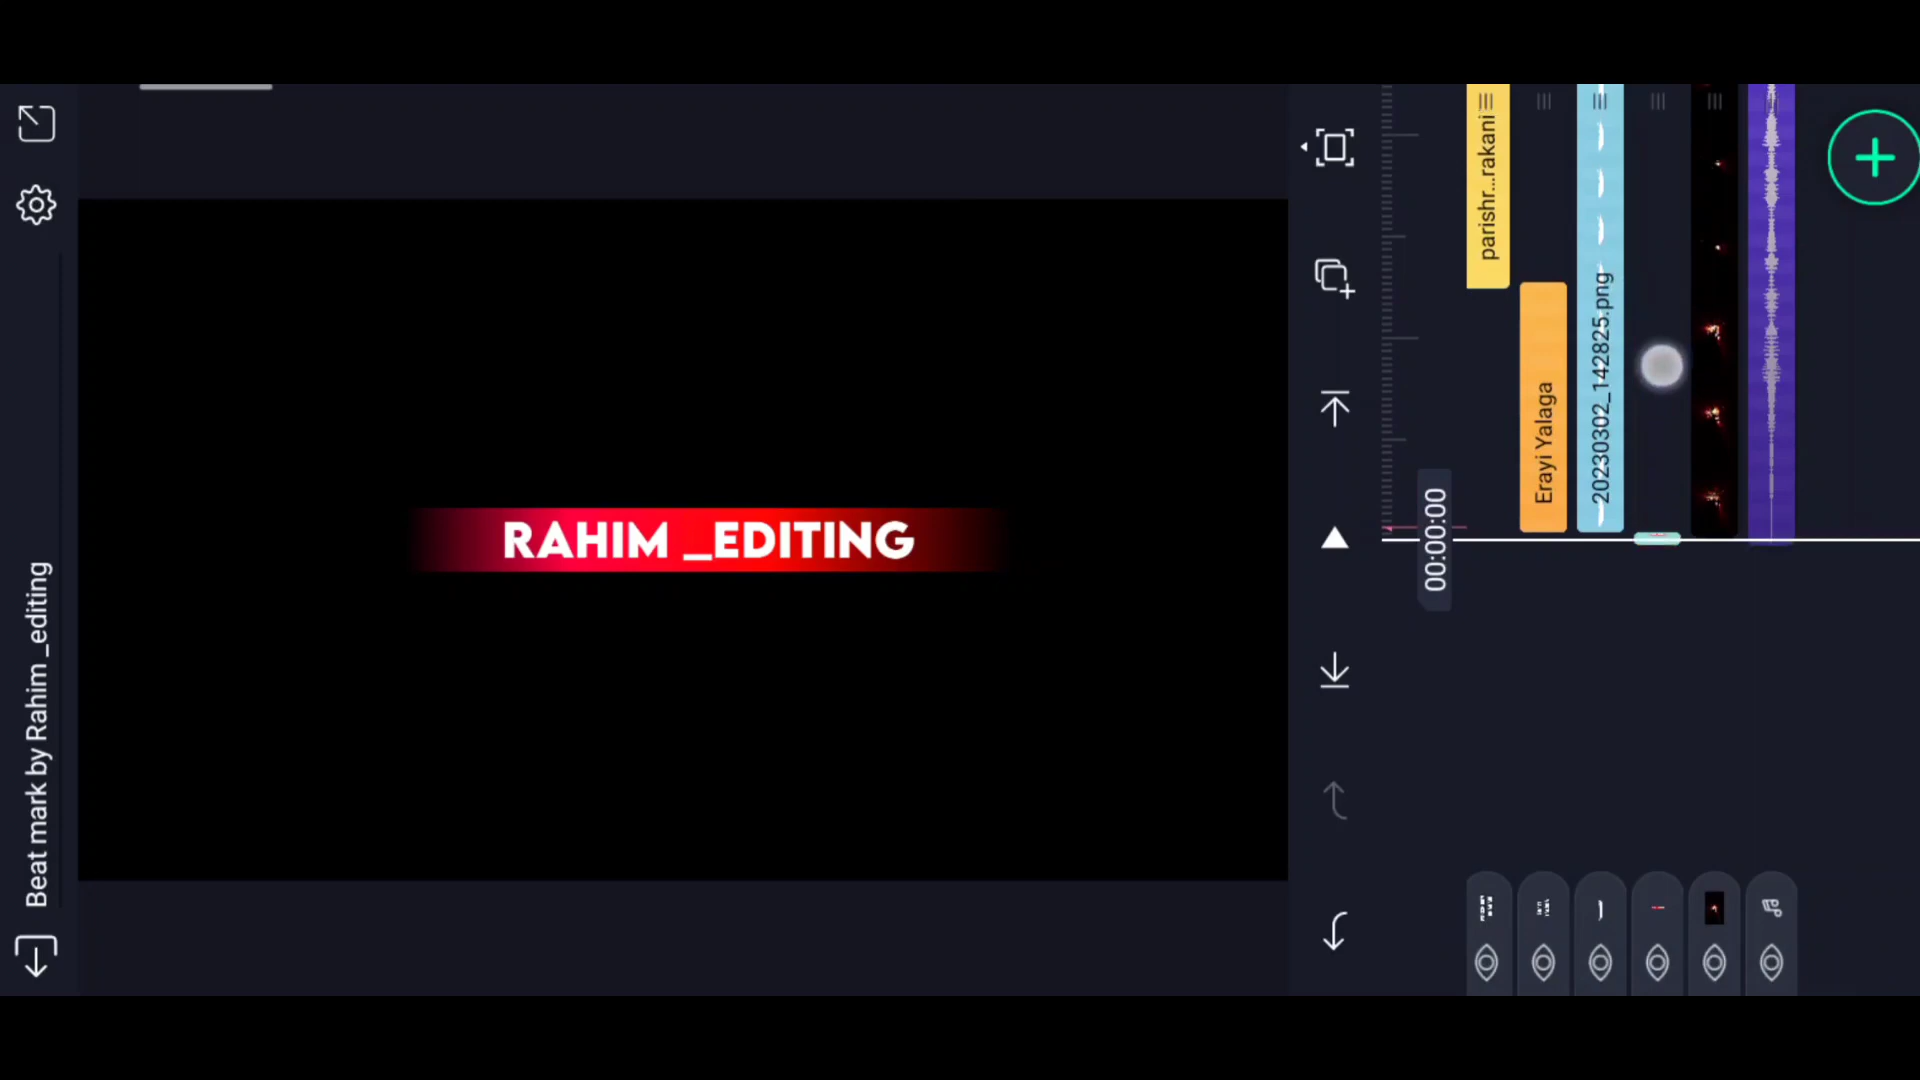 Beat mark by Rahim _editing
RAHIM _EDITING
00:00:00
parishr...rakani
Erayi Yalaga
20230302_142825.png